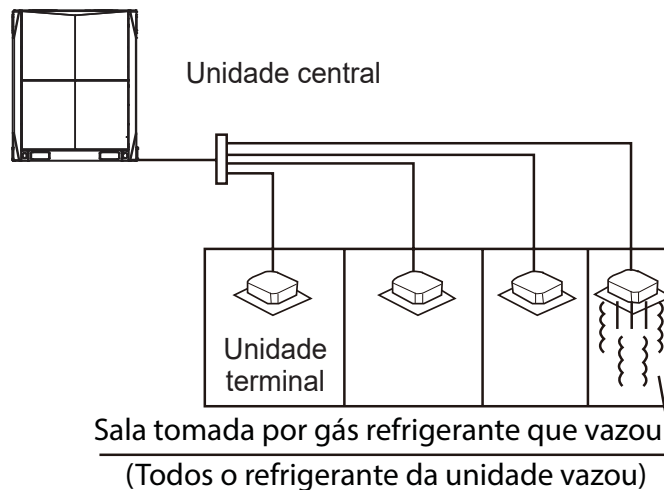 Unidade central
Unidade
terminal
Sala tomada por gás refrigerante que vazou
(Todos o refrigerante da unidade vazou)